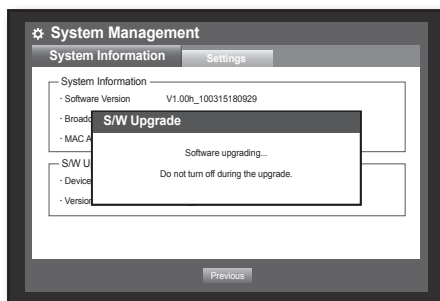 System Management
System Information Settings
System Information
· Software Version V1.00h_100315180929
· Broadc
· MAC A
S/W Upgrade
Software upgrading...
Do not turn off during the upgrade.
S/W U
· Device
· Version
Previous